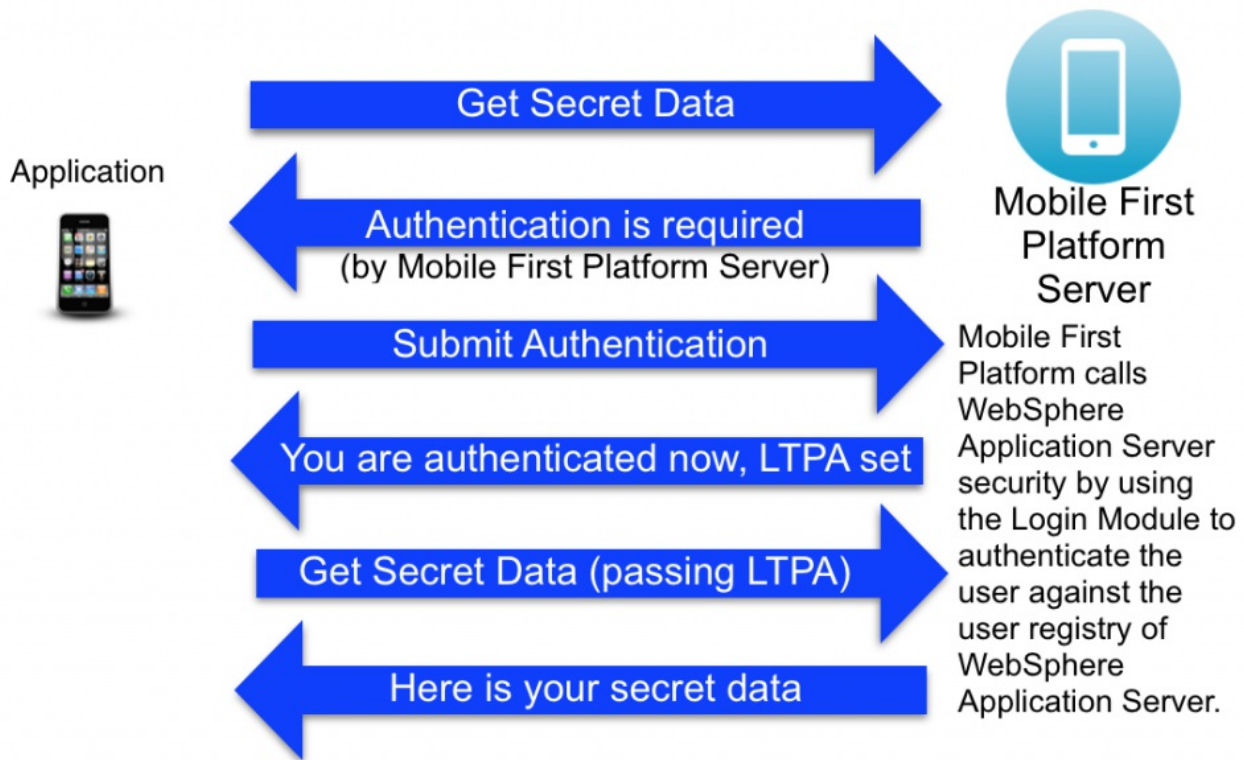 Get Secret Data
Application
Authentication is required
(by Mobile First Platform Server)
Mobile First
Platform
Server
Submit Authentication
Mobile First
Platform calls
WebSphere
Application Server
security by using
the Login Module to
authenticate the
user against the
user registry of
WebSphere
Application Server.
You are authenticated now, LTPA set
Get Secret Data (passing LTPA)
Here is your secret data